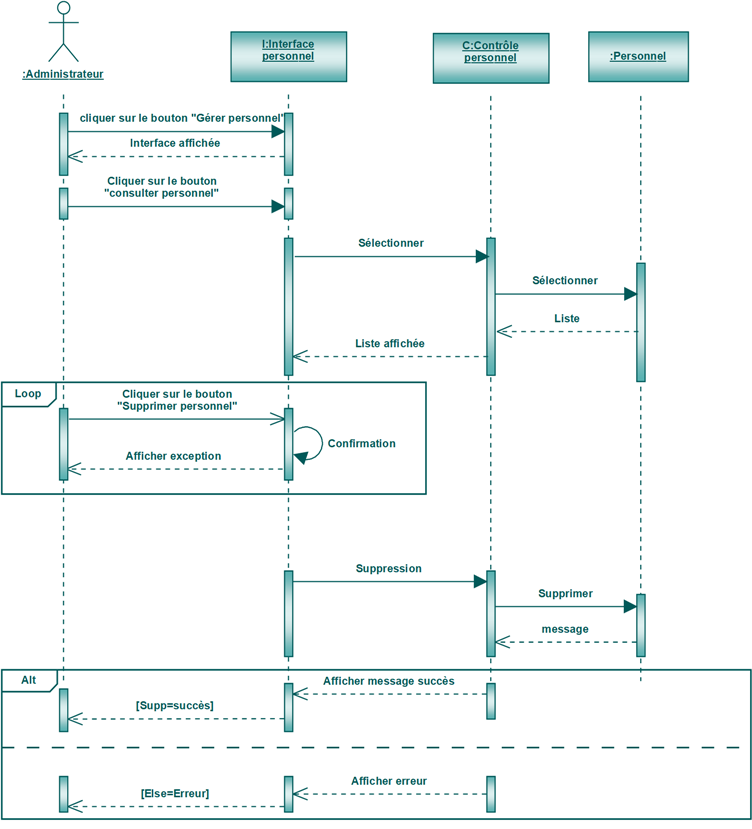 :Administrateur
I:Interface
personnel
C:Contrôle
personnel
:Personnel
cliquer sur le bouton "Gérer personnel"
Interface affichée
Cliquer sur le bouton
"consulter personnel"
Sélectionner
Sélectionner
Liste
Liste affichée
Loop
Cliquer sur le bouton
"Supprimer personnel"
Confirmation
Afficher exception
Suppression
Supprimer
message
Alt
Afficher message succès
[Supp=succès]
Afficher erreur
[Else=Erreur]